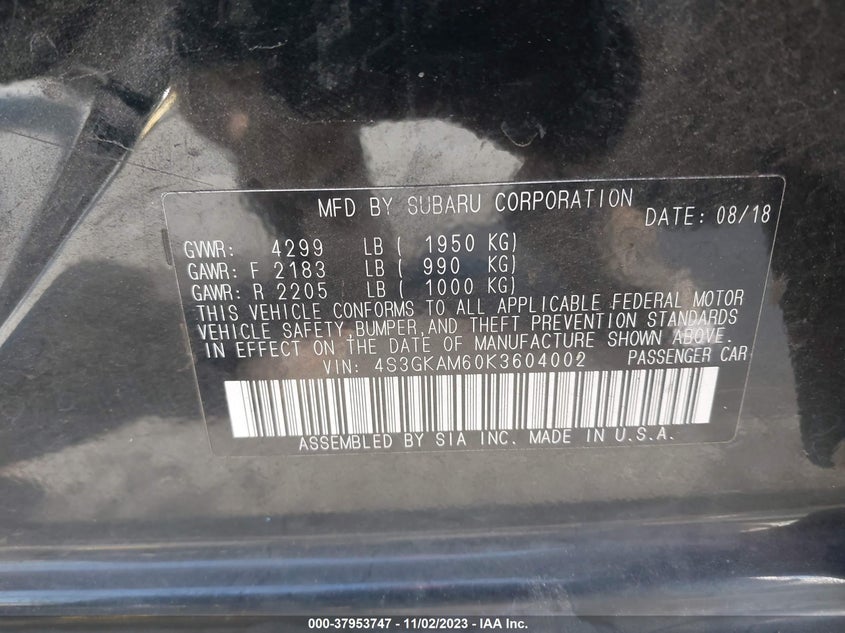 MFD BY SUBARU CORPORATION DATE: 08/18
GVWR: 4299 LB ( 1950 KG)
GAWR: F 2183 LB ( 990 KG)
GAWR: R 2205 LB ( 1000 KG)
THIS VEHICLE CONFORMS TO ALL APPLICABLE FEDERAL MOTOR
VEHICLE SAFETY, BUMPER, AND THEFT PREVENTION STANDARDS
IN EFFECT ON THE DATE OF MANUFACTURE SHOWN ABOVE.
VIN: 4S3GKAM60K3604002 PASSENGER CAR
ASSEMBLED BY SIA INC. MADE IN U.S.A.
000-37953747 - 11/02/2023 - IAA Inc.